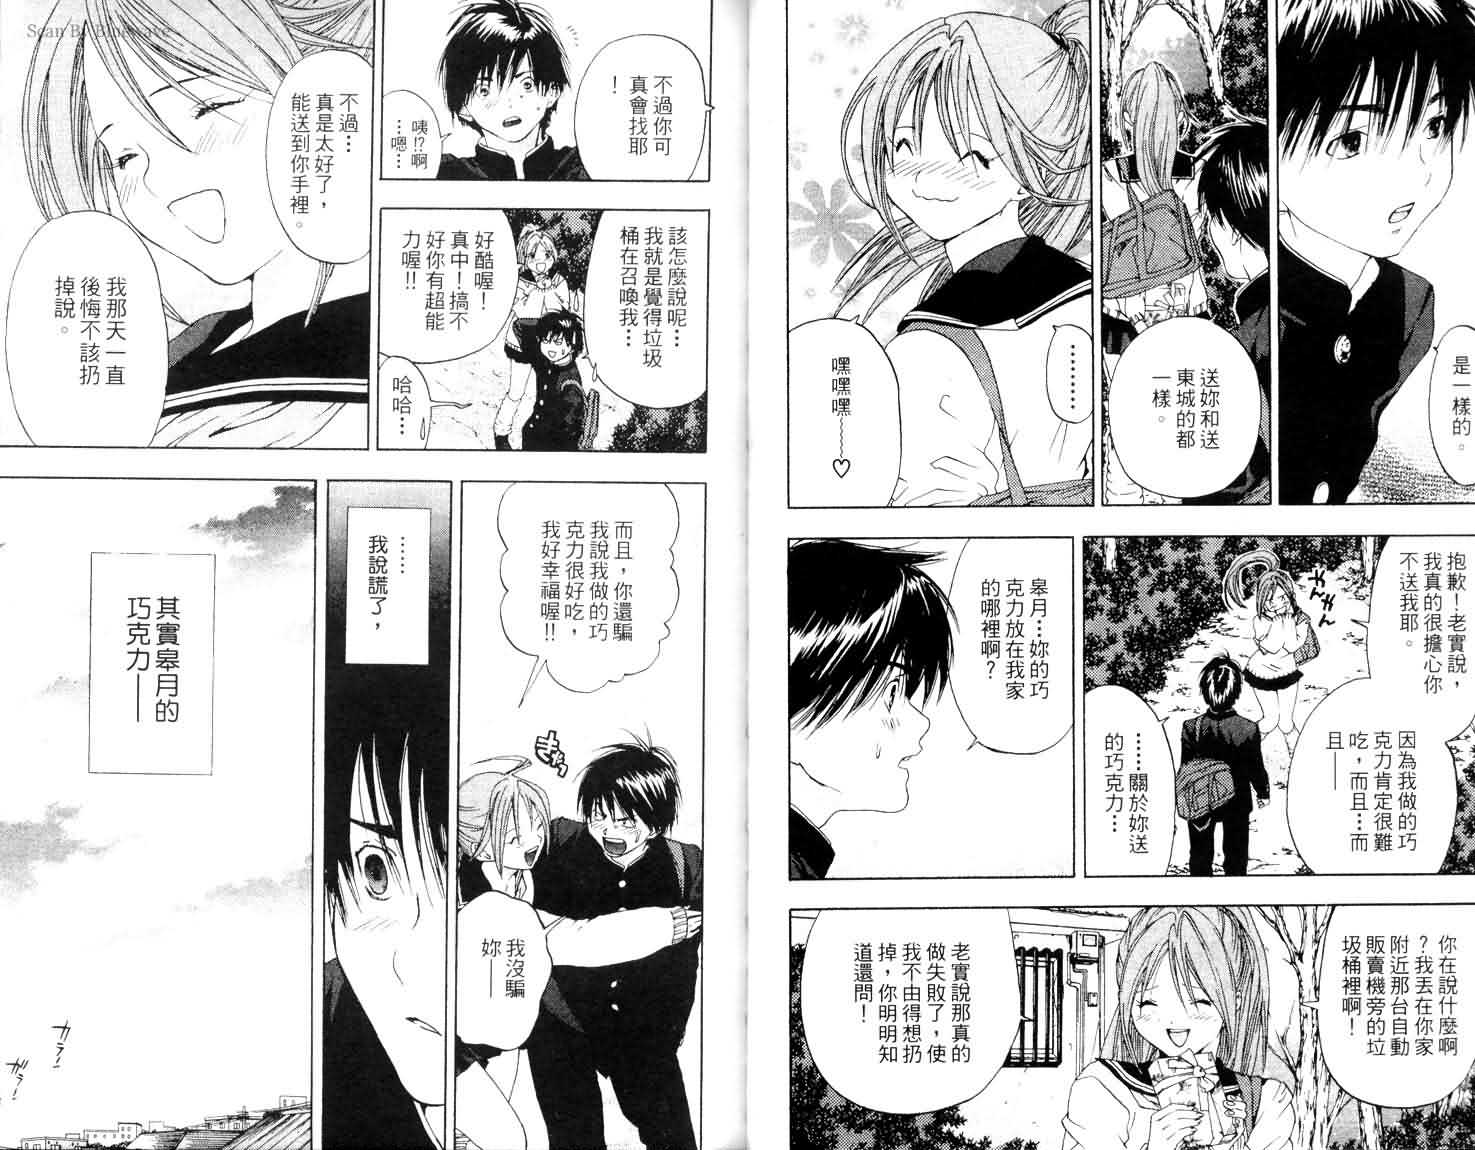 Scan By Bluewave
是一樣的。
送妳和送
東城的都
一樣。
………
嘿嘿嘿～～～♡
抱歉！老實說，
我真的很擔心你
不送我耶。
因為我做的巧
克力肯定很難
吃，而且…而
且——
……關於妳送
的巧克力…
皋月…妳的巧
克力放在我家
的哪裡啊？
你在說什麼啊
？我丟在你家
附近那台自動
販賣機旁的垃
圾桶裡啊！
老實說那真的
做失敗了，使
我不由得想扔
掉，你明明知
道還問！
不過你可
真會找耶
！
咦!?啊
…嗯…
不過…
真是太好了，
能送到你手裡。
我那天一直
後悔不該扔
掉說。
該怎麼說呢…
我就是覺得垃圾
桶在召喚我…
好酷喔！
真中！搞不
好你有超能
力喔!!
哈哈…
而且，你還騙
我說我做的巧
克力很好吃，
我好幸福喔!!
きゃっ
我沒騙
妳——
……
我說謊了，
其實皋月的
巧克力——
ガラ！
ガラ！